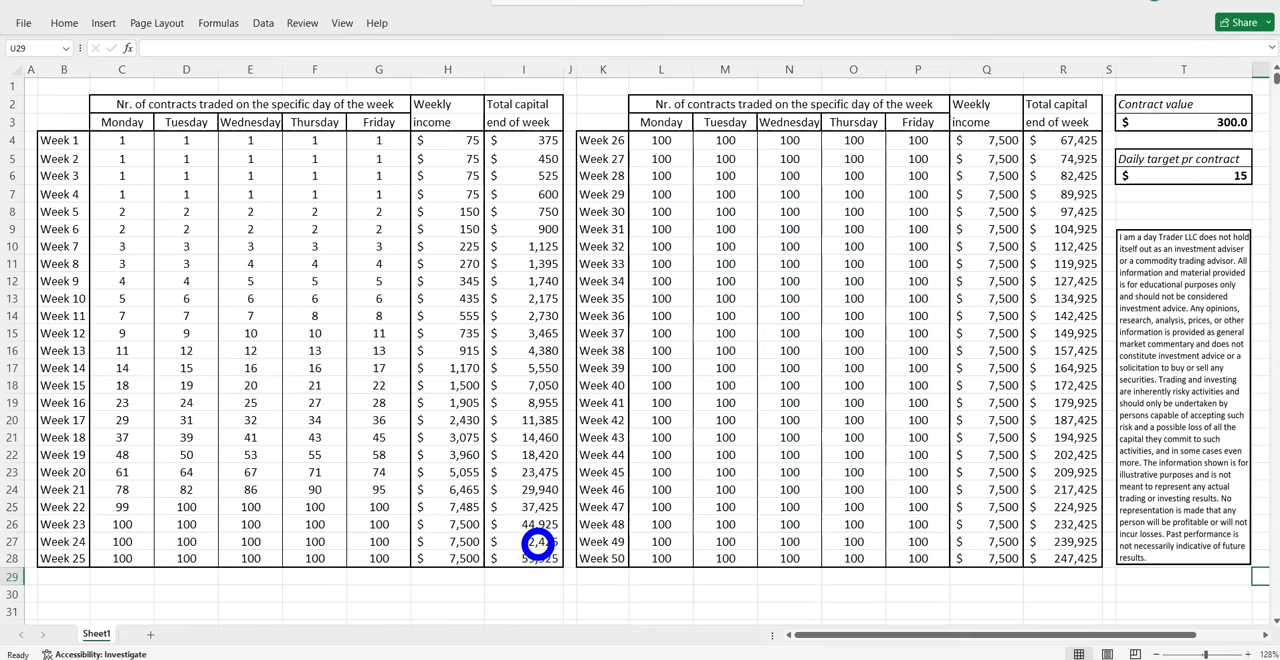 File Home Insert Page Layout Formulas Data Review View Help Share
U29 fx
A B C D E F G H I J K L M N O P Q R S T
1
2 Nr. of contracts traded on the specific day of the week Weekly Total capital Nr. of contracts traded on the specific day of the week Weekly Total capital Contract value
3 Monday Tuesday Wednesday Thursday Friday income end of week Monday Tuesday Wednesday Thursday Friday income end of week $ 300.0
4 Week 1 1 1 1 1 1 $ 75 $ 375 Week 26 100 100 100 100 100 $ 7,500 $ 67,425
5 Week 2 1 1 1 1 1 $ 75 $ 450 Week 27 100 100 100 100 100 $ 7,500 $ 74,925 Daily target pr contract
6 Week 3 1 1 1 1 1 $ 75 $ 525 Week 28 100 100 100 100 100 $ 7,500 $ 82,425 $ 15
7 Week 4 1 1 1 1 1 $ 75 $ 600 Week 29 100 100 100 100 100 $ 7,500 $ 89,925
8 Week 5 2 2 2 2 2 $ 150 $ 750 Week 30 100 100 100 100 100 $ 7,500 $ 97,425
9 Week 6 2 2 2 2 2 $ 150 $ 900 Week 31 100 100 100 100 100 $ 7,500 $ 104,925
10 Week 7 3 3 3 3 3 $ 225 $ 1,125 Week 32 100 100 100 100 100 $ 7,500 $ 112,425
11 Week 8 3 3 4 4 4 $ 270 $ 1,395 Week 33 100 100 100 100 100 $ 7,500 $ 119,925
12 Week 9 4 4 5 5 5 $ 345 $ 1,740 Week 34 100 100 100 100 100 $ 7,500 $ 127,425
13 Week 10 5 6 6 6 6 $ 435 $ 2,175 Week 35 100 100 100 100 100 $ 7,500 $ 134,925
14 Week 11 7 7 7 8 8 $ 555 $ 2,730 Week 36 100 100 100 100 100 $ 7,500 $ 142,425
15 Week 12 9 9 10 10 11 $ 735 $ 3,465 Week 37 100 100 100 100 100 $ 7,500 $ 149,925
16 Week 13 11 12 12 13 13 $ 915 $ 4,380 Week 38 100 100 100 100 100 $ 7,500 $ 157,425
17 Week 14 14 15 16 16 17 $ 1,170 $ 5,550 Week 39 100 100 100 100 100 $ 7,500 $ 164,925
18 Week 15 18 19 20 21 22 $ 1,500 $ 7,050 Week 40 100 100 100 100 100 $ 7,500 $ 172,425
19 Week 16 23 24 25 27 28 $ 1,905 $ 8,955 Week 41 100 100 100 100 100 $ 7,500 $ 179,925
20 Week 17 29 31 32 34 36 $ 2,430 $ 11,385 Week 42 100 100 100 100 100 $ 7,500 $ 187,425
21 Week 18 37 39 41 43 45 $ 3,075 $ 14,460 Week 43 100 100 100 100 100 $ 7,500 $ 194,925
22 Week 19 48 50 53 55 58 $ 3,960 $ 18,420 Week 44 100 100 100 100 100 $ 7,500 $ 202,425
23 Week 20 61 64 67 71 74 $ 5,055 $ 23,475 Week 45 100 100 100 100 100 $ 7,500 $ 209,925
24 Week 21 78 82 86 90 95 $ 6,465 $ 29,940 Week 46 100 100 100 100 100 $ 7,500 $ 217,425
25 Week 22 99 100 100 100 100 $ 7,485 $ 37,425 Week 47 100 100 100 100 100 $ 7,500 $ 224,925
26 Week 23 100 100 100 100 100 $ 7,500 $ 44,925 Week 48 100 100 100 100 100 $ 7,500 $ 232,425
27 Week 24 100 100 100 100 100 $ 7,500 $ Week 49 100 100 100 100 100 $ 7,500 $ 239,925
28 Week 25 100 100 100 100 100 $ 7,500 $ Week 50 100 100 100 100 100 $ 7,500 $ 247,425
29
30
31
I am a day Trader LLC does not hold
itself out as an investment adviser
or a commodity trading advisor. All
information and material provided
is for educational purposes only
and should not be considered
investment advice. Any opinions,
research, analysis, prices, or other
information is provided as general
market commentary and does not
constitute investment advice or a
solicitation to buy or sell any
securities. Trading and investing
are inherently risky activities and
should only be undertaken by
persons capable of accepting such
risk and a possible loss of all the
capital they commit to such
activities, and in some cases even
more. The information shown is for
illustrative purposes and is not
meant to represent any actual
trading or investing results. No
representation is made that any
person will be profitable or will not
incur losses. Past performance is
not necessarily indicative of future
results.
Sheet1
Ready Accessibility: Investigate 128%